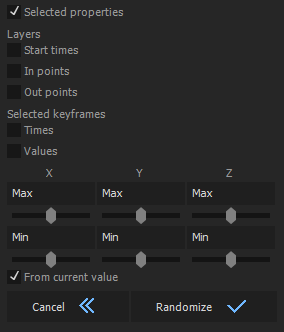 Selected properties
Layers
Start times
In points
Out points
Selected keyframes
Times
Values
X Y Z
Max Max Max
Min Min Min
From current value
Cancel Randomize